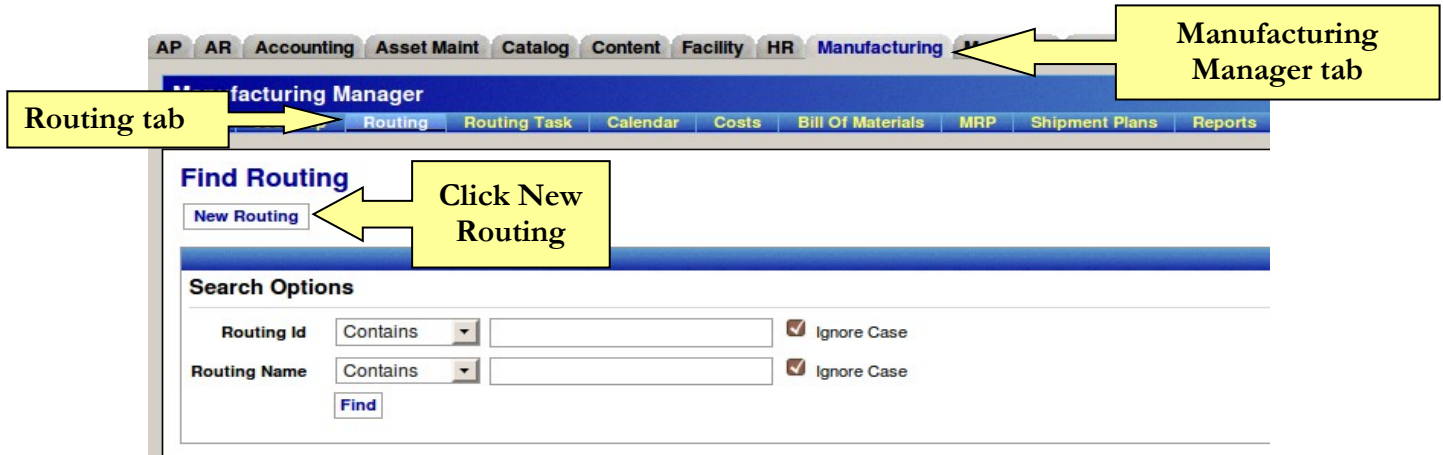 Manufacturing
Manager tab
AP AR Accounting Asset Maint Catalog Content Facility HR Manufacturing
Manager
Routing tab
Routing Routing Task Calendar Costs Bill Of Materials MRP Shipment Plans Reports
Find Routing
Click New
Routing
New Routing
Search Options
Routing Id Contains Ignore Case
Routing Name Contains Ignore Case
Find